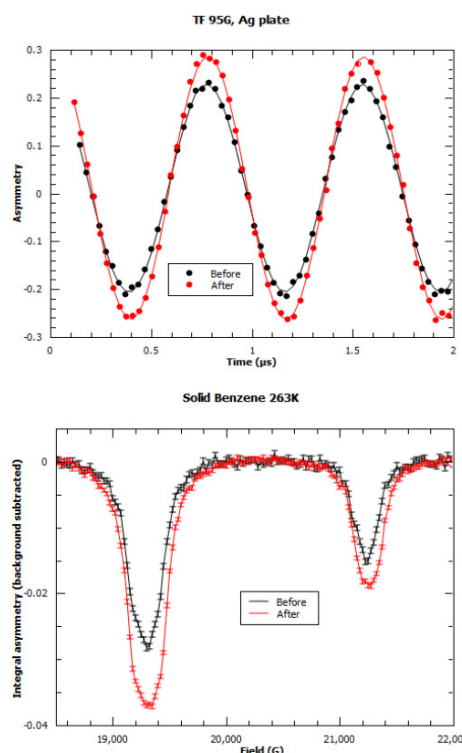 TF 95G, Ag plate
0.3
0.2
0.1
0
-0.1
-0.2
-0.3
Asymmetry
Before
After
0
0.5
1
1.5
2
Time (μs)
Solid Benzene 263K
0
-0.02
-0.04
Integral asymmetry (background subtracted)
Before
After
19,000
20,000
21,000
22,000
Field (G)